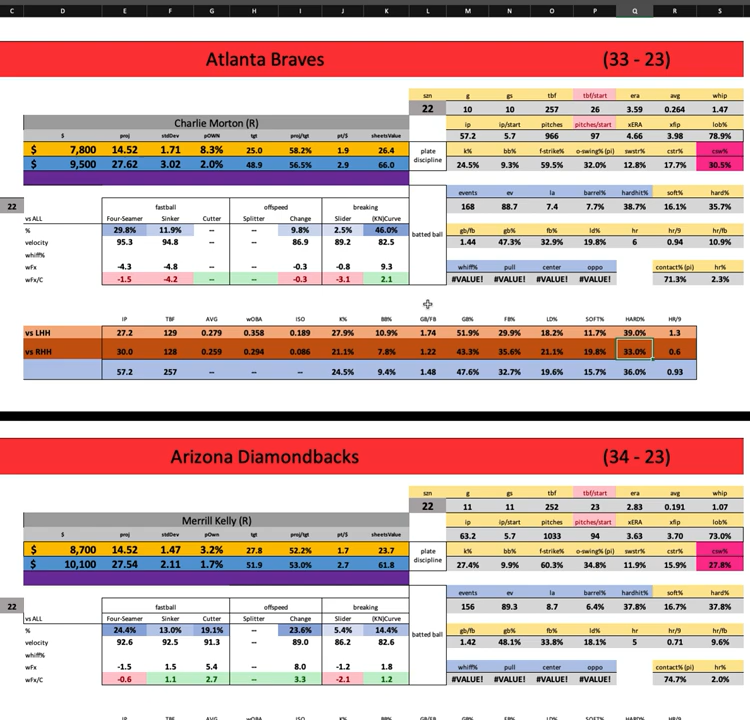 C D E F G H I J K L M N O P Q R S
Atlanta Braves (33 - 23)
szn g gs tbf tbf/start era avg whip
22 10 10 257 26 3.59 0.264 1.47
Charlie Morton (R) ip ip/start pitches pitches/start xERA xfip lob%
$ proj stdDev pOWN tgt proj/tgt pt/$ sheetsValue 57.2 5.7 966 97 4.66 3.98 78.9%
$ 7,800 14.52 1.71 8.3% 25.0 58.2% 1.9 26.4 plate discipline k% bb% f-strike% o-swing% (pi) swstr% cstr% csw%
$ 9,500 27.62 3.02 2.0% 48.9 56.5% 2.9 66.0 24.5% 9.3% 59.5% 32.0% 12.8% 17.7% 30.5%
events ev la barrel% hardhit% soft% hard%
22 fastball offspeed breaking 168 88.7 7.4 7.7% 38.7% 16.1% 35.7%
vs ALL Four-Seamer Sinker Cutter Splitter Change Slider (KN)Curve
% 29.8% 11.9% -- -- 9.8% 2.5% 46.0% batted ball gb/fb gb% fb% ld% hr hr/9 hr/fb
velocity 95.3 94.8 86.9 89.2 82.5 1.44 47.3% 32.9% 19.8% 6 0.94 10.9%
whiff%
wFx -4.3 -4.8 -0.3 -0.8 9.3 whiff% pull center oppo contact% (pi) hr%
wFx/C -1.5 -4.2 -- -- -0.3 -3.1 2.1 #VALUE! #VALUE! #VALUE! #VALUE! 71.3% 2.3%
IP TBF AVG wOBA ISO K% BB% GB/FB GB% FB% LD% SOFT% HARD% HR/9
vs LHH 27.2 129 0.279 0.358 0.189 27.9% 10.9% 1.74 51.9% 29.9% 18.2% 11.7% 39.0% 1.3
vs RHH 30.0 128 0.259 0.294 0.086 21.1% 7.8% 1.22 43.3% 35.6% 21.1% 19.8% 33.0% 0.6
57.2 257 -- -- -- 24.5% 9.4% 1.48 47.6% 32.7% 19.6% 15.7% 36.0% 0.93
Arizona Diamondbacks (34 - 23)
szn g gs tbf tbf/start era avg whip
22 11 11 252 23 2.83 0.191 1.07
Merrill Kelly (R) ip ip/start pitches pitches/start xERA xfip lob%
$ proj stdDev pOwn tgt proj/tgt pt/$ sheetsValue 63.2 5.7 1033 94 3.63 3.70 73.0%
$ 8,700 14.52 1.47 3.2% 27.8 52.2% 1.7 23.7 plate discipline k% bb% f-strike% o-swing% (pi) swstr% cstr% csw%
$ 10,100 27.54 2.11 1.7% 51.9 53.0% 2.7 61.8 27.4% 9.9% 60.3% 34.8% 11.9% 15.9% 27.8%
events ev la barrel% hardhit% soft% hard%
22 fastball offspeed breaking 156 89.3 8.7 6.4% 37.8% 16.7% 37.8%
vs ALL Four-Seamer Sinker Cutter Splitter Change Slider (KN)Curve
% 24.4% 13.0% 19.1% -- 23.6% 5.4% 14.4% batted ball gb/fb gb% fb% ld% hr hr/9 hr/fb
velocity 92.6 92.5 91.3 89.0 86.2 82.6 1.42 48.1% 33.8% 18.1% 5 0.71 9.6%
whiff%
wFx -1.5 1.5 5.4 8.0 -1.2 1.8 whiff% pull center oppo contact% (pi) hr%
wFx/C -0.6 1.1 2.7 -- 3.3 -2.1 1.2 #VALUE! #VALUE! #VALUE! #VALUE! 74.7% 2.0%
IP TBF AVG wOBA ISO K% BB% GB/FB GB% FB% LD% SOFT% HARD% HR/9